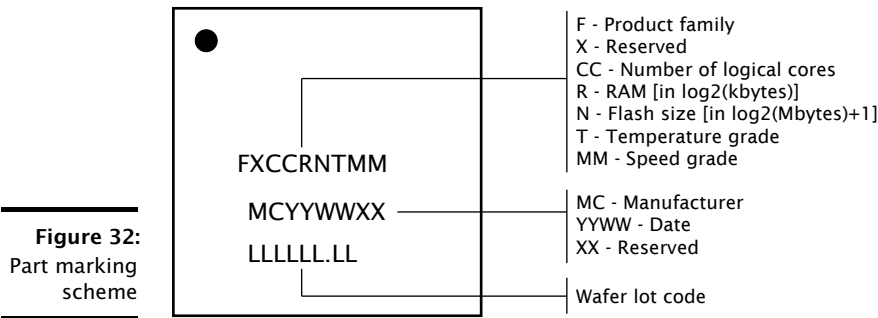 F - Product family
X - Reserved
CC - Number of logical cores
R - RAM [in log2(kbytes)]
N - Flash size [in log2(Mbytes)+1]
T - Temperature grade
MM - Speed grade
FXCCRNTMM
MCYYWWXX
MC - Manufacturer
YYWW - Date
XX - Reserved
LLLLLL.LL
Wafer lot code
Figure 32:
Part marking
scheme